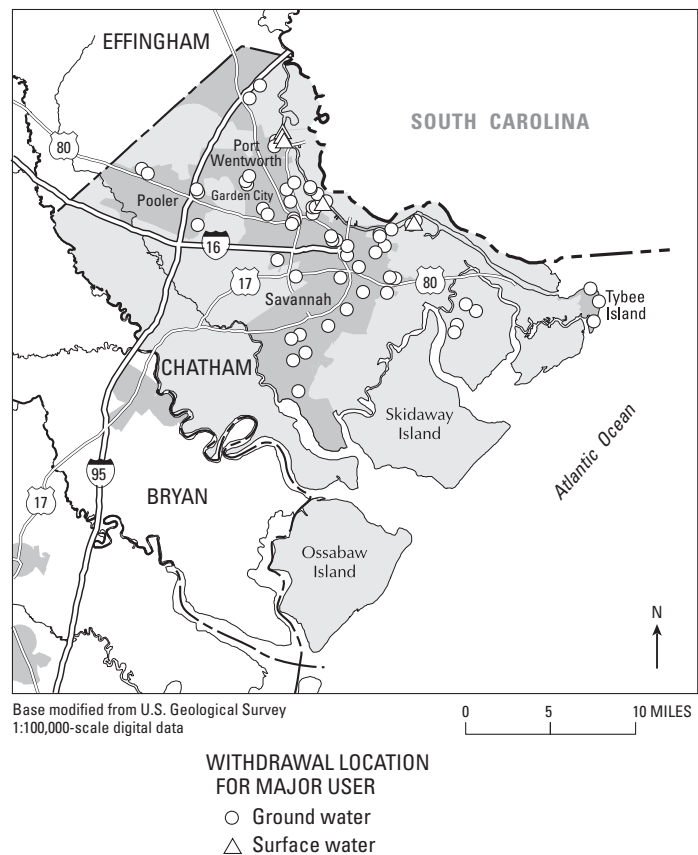 EFFINGHAM
SOUTH CAROLINA
80
Port
Wentworth
Pooler
Garden City
16
17
80
Savannah
Tybee
Island
CHATHAM
Skidaway
Island
Atlantic Ocean
95
17
BRYAN
Ossabaw
Island
N
Base modified from U.S. Geological Survey
1:100,000-scale digital data
0 5 10 MILES
WITHDRAWAL LOCATION
FOR MAJOR USER
Ground water
Surface water